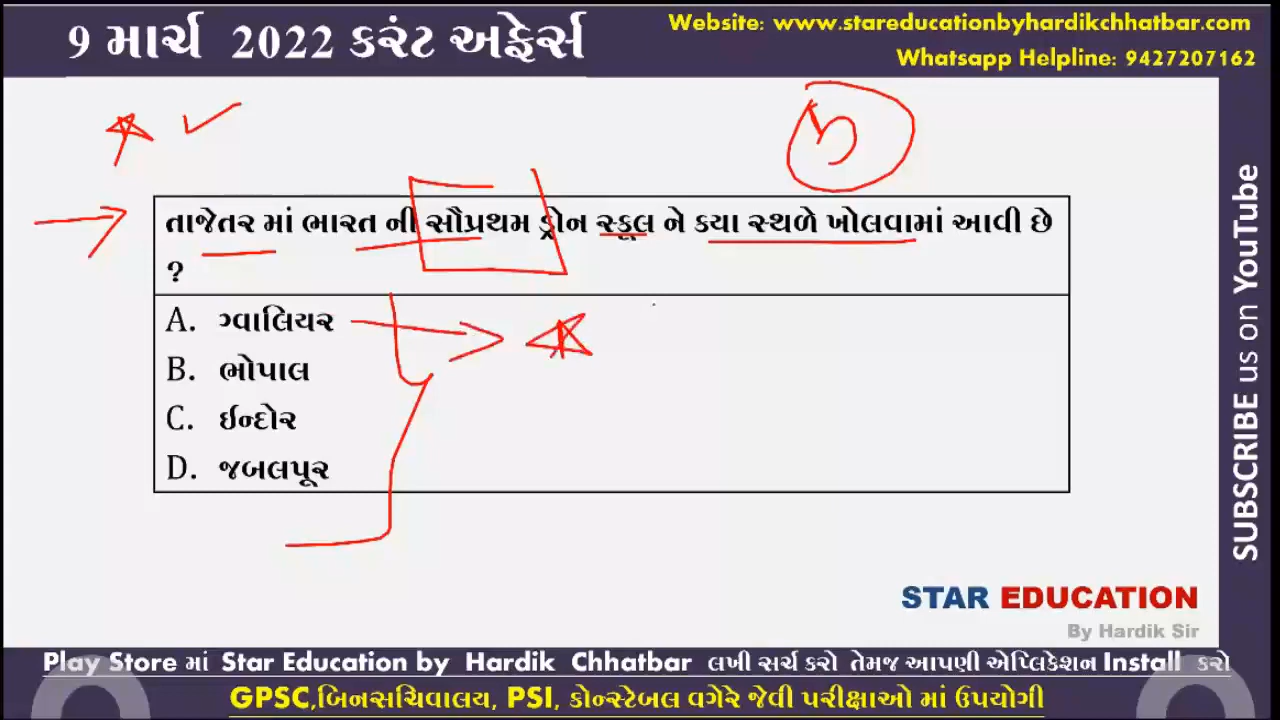 9 માર્ચ 2022 કરંટ અફેર્સ
Website: www.stareducationbyhardikchhatbar.com
Whatsapp Helpline: 9427207162
તાજેતર માં ભારત ની સૌપ્રથમ ડ્રોન સ્કૂલ ને કયા સ્થળે ખોલવામાં આવી છે
?
A. ગ્વાલિયર
B. ભોપાલ
C. ઈન્દોર
D. જબલપૂર
SUBSCRIBE us on YouTube
STAR EDUCATION
By Hardik Sir
Play Store માં Star Education by Hardik Chhatbar લખી સર્ચ કરો તેમજ આપણી એપ્લિકેશન Install કરો
GPSC,બિનસચિવાલય, PSI, કોન્સ્ટેબલ વગેરે જેવી પરીક્ષાઓ માં ઉપયોગી